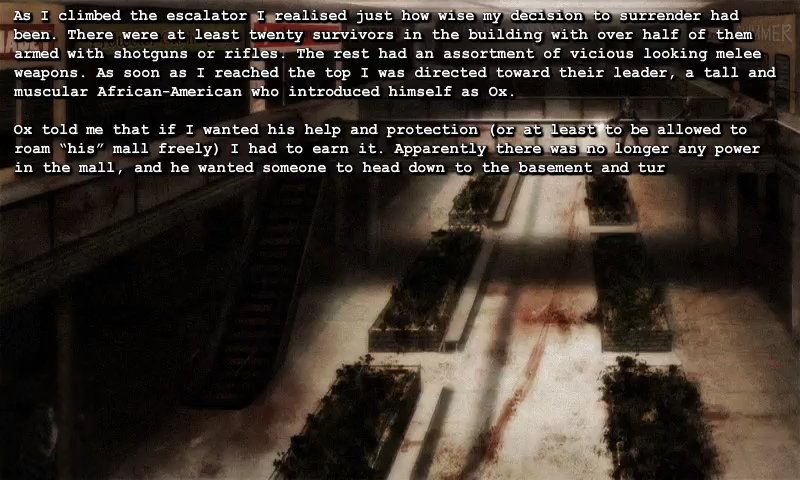 As I climbed the escalator I realised just how wise my decision to surrender had
been. There were at least twenty survivors in the building with over half of them
armed with shotguns or rifles. The rest had an assortment of vicious looking melee
weapons. As soon as I reached the top I was directed toward their leader, a tall and
muscular African-American who introduced himself as Ox.
Ox told me that if I wanted his help and protection (or at least to be allowed to
roam “his” mall freely) I had to earn it. Apparently there was no longer any power
in the mall, and he wanted someone to head down to the basement and tur